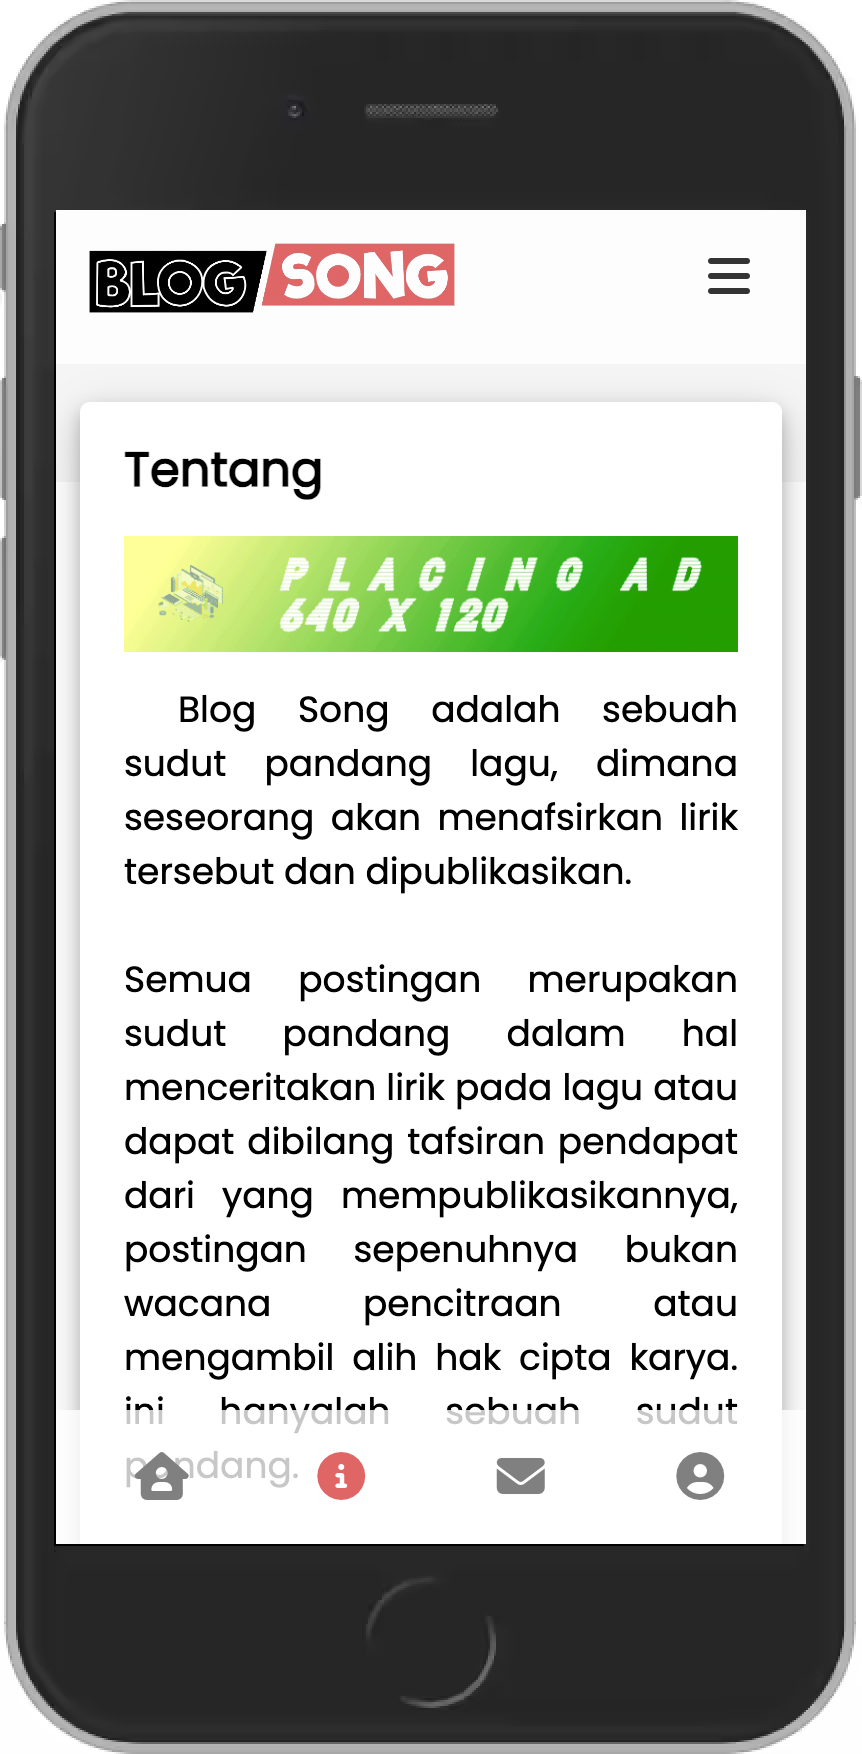 BLOG SONG
Tentang
PLACING AD
640 X 120
Blog Song adalah sebuah
sudut pandang lagu, dimana
seseorang akan menafsirkan lirik
tersebut dan dipublikasikan.
Semua postingan merupakan
sudut pandang dalam hal
menceritakan lirik pada lagu atau
dapat dibilang tafsiran pendapat
dari yang mempublikasikannya,
postingan sepenuhnya bukan
wacana pencitraan atau
mengambil alih hak cipta karya.
ini hanyalah sebuah sudut
pandang.